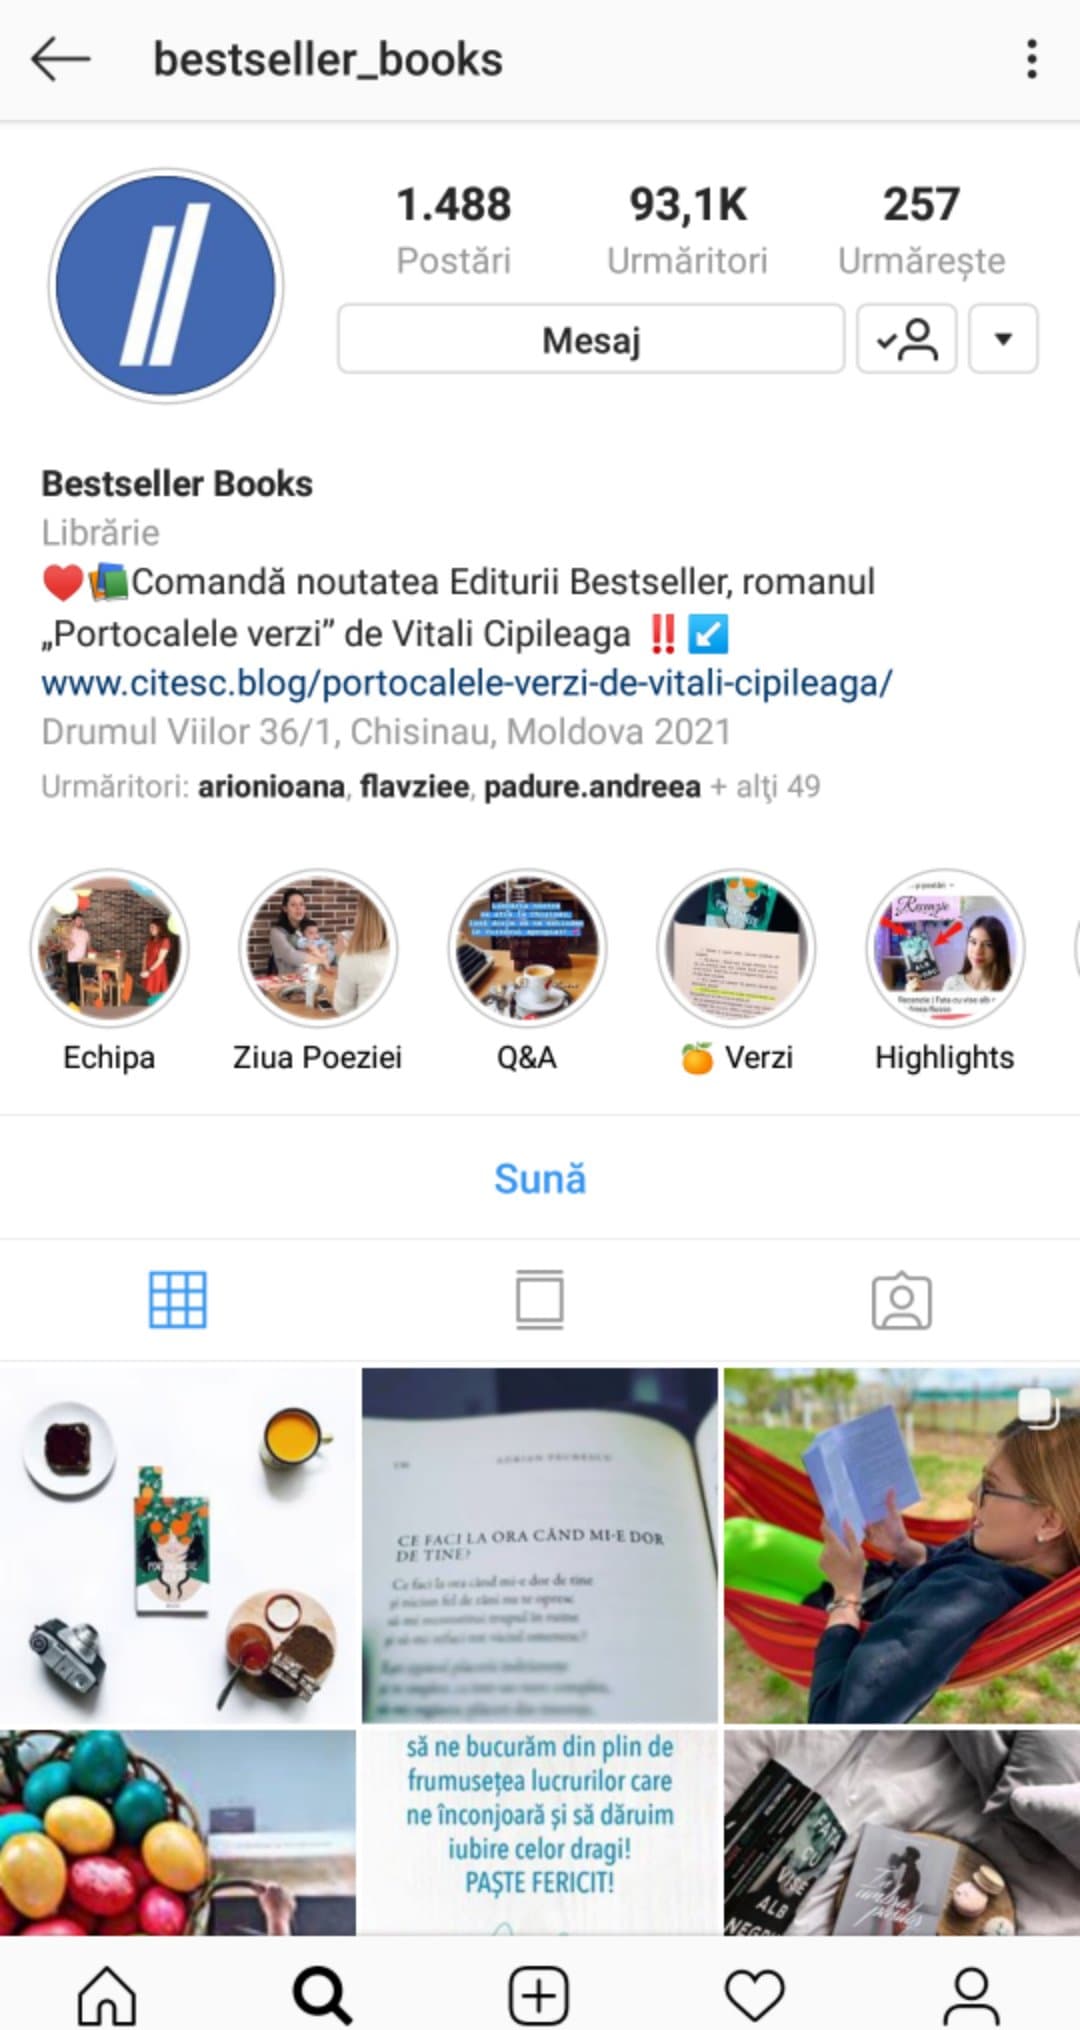 bestseller_books
1.488
93,1K
257
Postări
Urmăritori
Urmărește
Mesaj
Bestseller Books
Librărie
❤️📚Comandă noutatea Editurii Bestseller, romanul
„Portocalele verzi” de Vitali Cipileaga ‼️↙️
www.citesc.blog/portocalele-verzi-de-vitali-cipileaga/
Drumul Viilor 36/1, Chisinau, Moldova 2021
Urmăritori: arionioana, flavziee, padure.andreea + alți 49
Recenzie
Echipa
Ziua Poeziei
Q&A
🍊 Verzi
Highlights
Sună
CE FACI LA ORA CÂND MI-E DOR
DE TINE?
Ce faci la ora când mi-e dor de tine
să ne bucurăm din plin de
frumusețea lucrurilor care
ne înconjoară și să dăruim
iubire celor dragi!
PAȘTE FERICIT!
FATA
CU
VISE
ALB
NEGRU